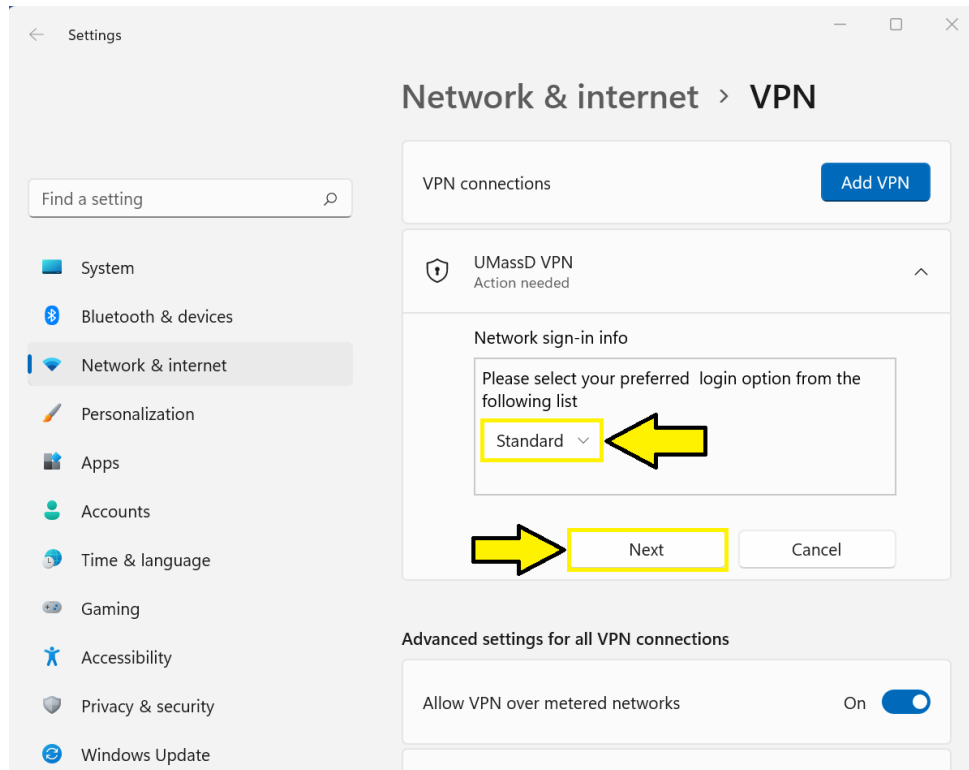 Settings
Network & internet > VPN
Find a setting
System
Bluetooth & devices
Network & internet
Personalization
Apps
Accounts
Time & language
Gaming
Accessibility
Privacy & security
Windows Update
VPN connections
Add VPN
UMassD VPN
Action needed
Network sign-in info
Please select your preferred login option from the
following list
Standard
Next
Cancel
Advanced settings for all VPN connections
Allow VPN over metered networks
On